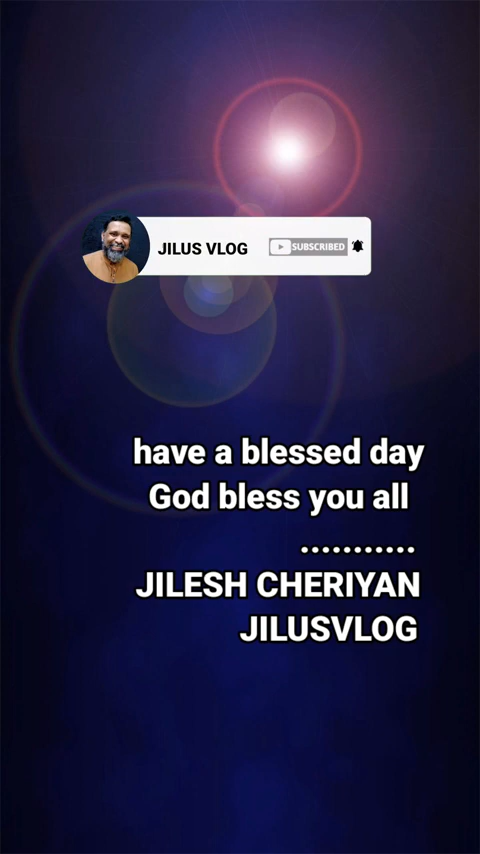 JILUS VLOG SUBSCRIBED
have a blessed day
God bless you all
...........
JILESH CHERIYAN
JILUSVLOG